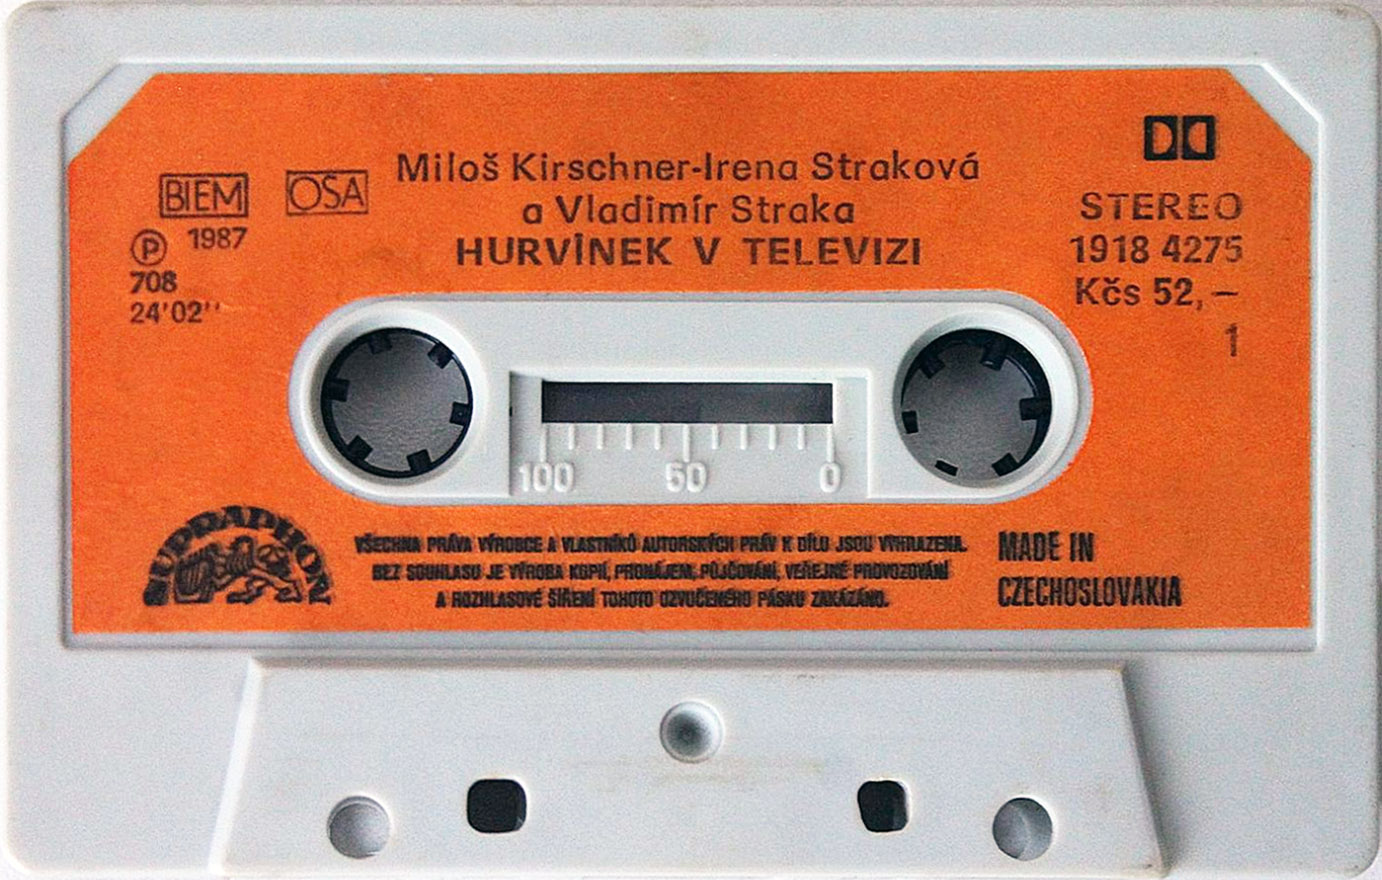 Miloš Kirschner-Irena Straková
a Vladimír Straka
HURVÍNEK V TELEVIZI
BIEM OSA
Ⓟ 1987
708
24'02''
STEREO
1918 4275
Kčs 52,—
1
100 50 0
SUPRAPHON
VŠECHNA PRÁVA VÝROBCE A VLASTNÍKŮ AUTORSKÝCH PRÁV K DÍLU JSOU VYHRAZENA.
BEZ SOUHLASU JE VÝROBA KOPIÍ, PRONÁJEM, PŮJČOVÁNÍ, VEŘEJNÉ PROVOZOVÁNÍ
A ROZHLASOVÉ ŠÍŘENÍ TOHOTO OZVUČENÉHO PÁSKU ZAKÁZÁNO.
MADE IN
CZECHOSLOVAKIA